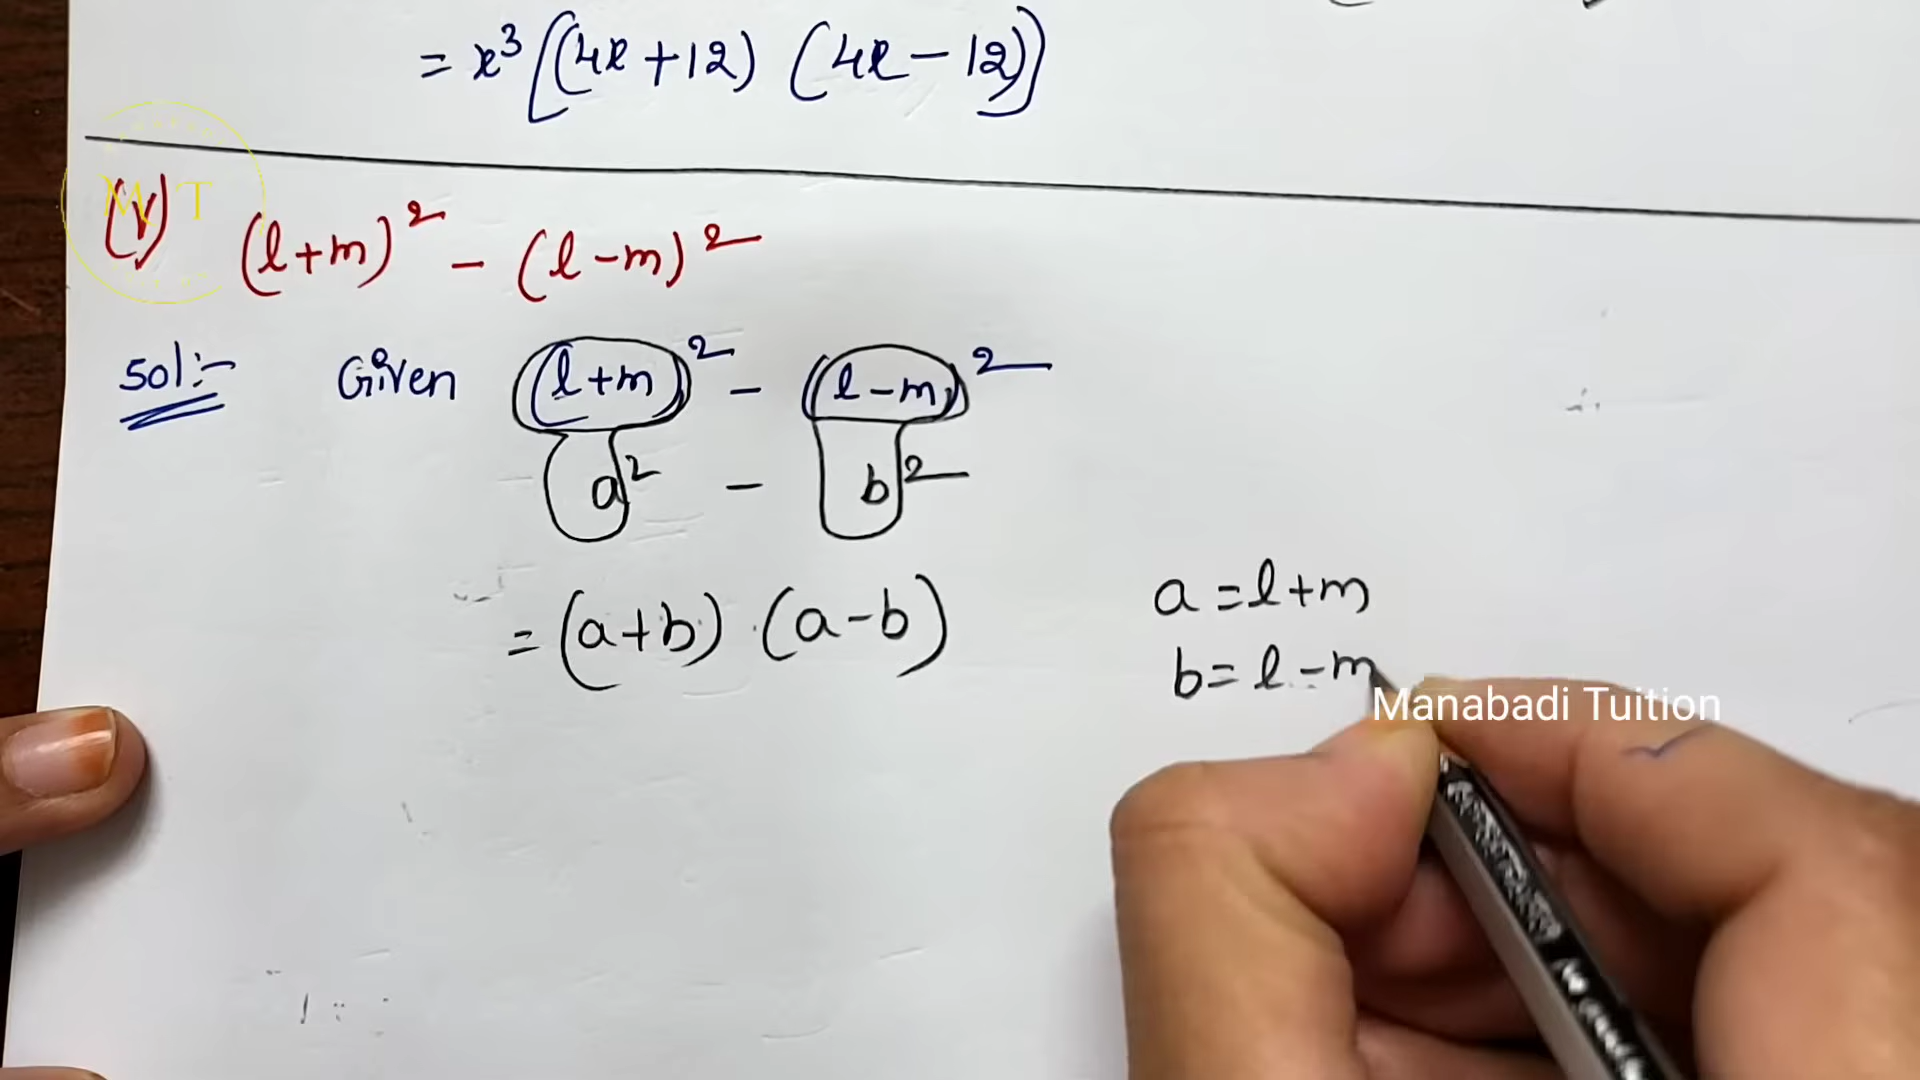 = x³[(4x+12) (4x-12)]
(v) (l+m)² - (l-m)²
M T
Sol:- Given (l+m)² - (l-m)²
a² - b²
= (a+b) · (a-b)
a = l+m
b = l-m
Manabadi Tuition